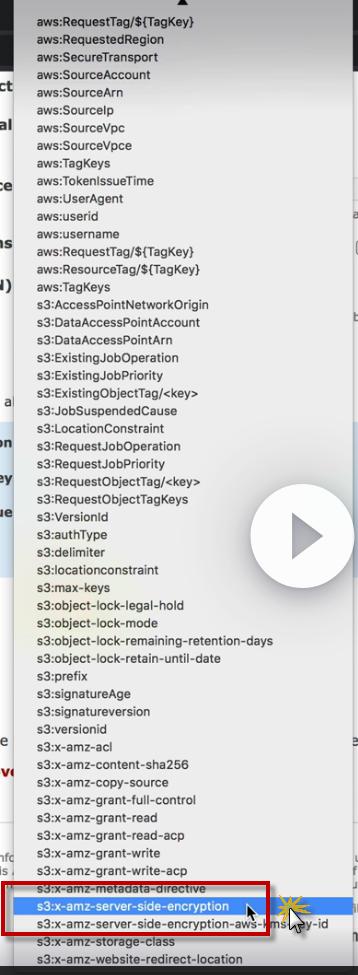 aws:RequestTag/${TagKey}
aws:RequestedRegion
aws:SecureTransport
aws:SourceAccount
aws:SourceArn
aws:SourceIp
aws:SourceVpc
aws:SourceVpce
aws:TagKeys
aws:TokenIssueTime
aws:UserAgent
aws:userid
aws:username
aws:RequestTag/${TagKey}
aws:ResourceTag/${TagKey}
aws:TagKeys
s3:AccessPointNetworkOrigin
s3:DataAccessPointAccount
s3:DataAccessPointArn
s3:ExistingJobOperation
s3:ExistingJobPriority
s3:ExistingObjectTag/<key>
s3:JobSuspendedCause
s3:LocationConstraint
s3:RequestJobOperation
s3:RequestJobPriority
s3:RequestObjectTag/<key>
s3:RequestObjectTagKeys
s3:VersionId
s3:authType
s3:delimiter
s3:locationconstraint
s3:max-keys
s3:object-lock-legal-hold
s3:object-lock-mode
s3:object-lock-remaining-retention-days
s3:object-lock-retain-until-date
s3:prefix
s3:signatureAge
s3:signatureversion
s3:versionid
s3:x-amz-acl
s3:x-amz-content-sha256
s3:x-amz-copy-source
s3:x-amz-grant-full-control
s3:x-amz-grant-read
s3:x-amz-grant-read-acp
s3:x-amz-grant-write
s3:x-amz-grant-write-acp
s3:x-amz-metadata-directive
s3:x-amz-server-side-encryption
s3:x-amz-server-side-encryption-aws-kms-key-id
s3:x-amz-storage-class
s3:x-amz-website-redirect-location